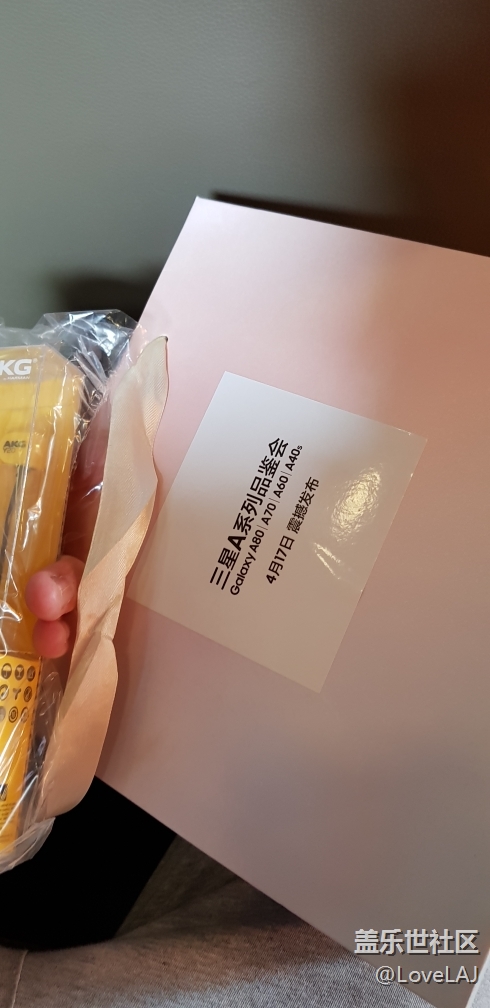 三星A系列品鉴会
Galaxy A80|A70|A60|A40s
4月17日 震撼发布
AKG
盖乐世社区
@LoveLAJ